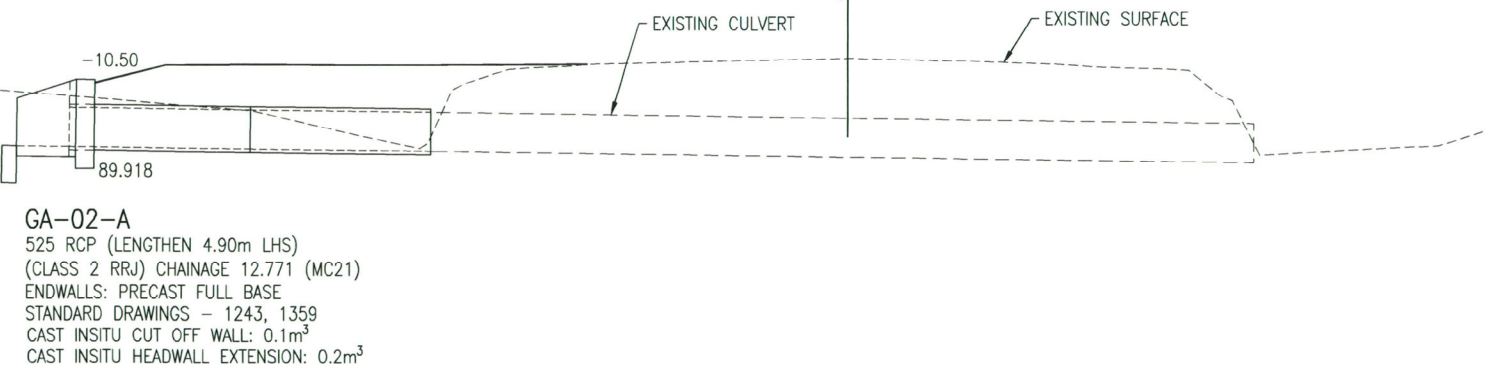 EXISTING CULVERT
EXISTING SURFACE
-10.50
89.918
GA-02-A
525 RCP (LENGTHEN 4.90m LHS)
(CLASS 2 RRJ) CHAINAGE 12.771 (MC21)
ENDWALLS: PRECAST FULL BASE
STANDARD DRAWINGS - 1243, 1359
CAST INSITU CUT OFF WALL: 0.1m³
CAST INSITU HEADWALL EXTENSION: 0.2m³